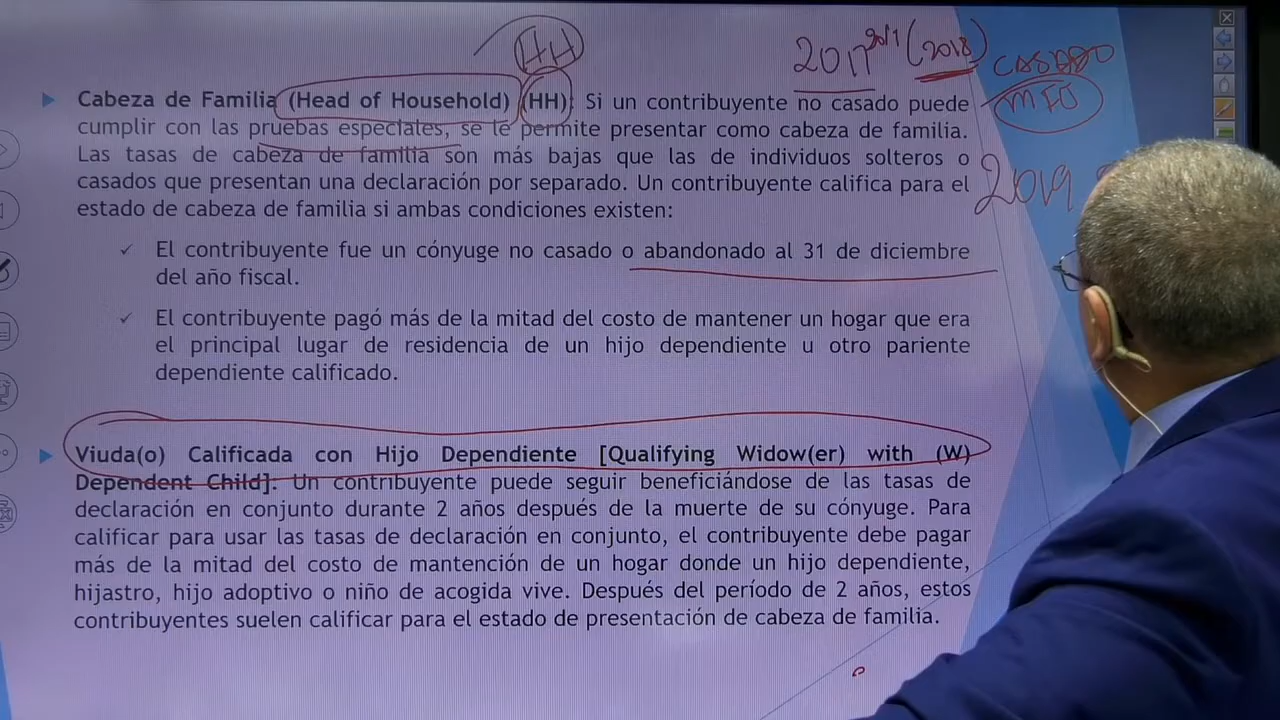 HH
2017 2017 (2018)
CASADO
MFJ
2019
Cabeza de Familia (Head of Household) (HH): Si un contribuyente no casado puede
cumplir con las pruebas especiales, se le permite presentar como cabeza de familia.
Las tasas de cabeza de familia son más bajas que las de individuos solteros o
casados que presentan una declaración por separado. Un contribuyente califica para el
estado de cabeza de familia si ambas condiciones existen:
El contribuyente fue un cónyuge no casado o abandonado al 31 de diciembre
del año fiscal.
El contribuyente pagó más de la mitad del costo de mantener un hogar que era
el principal lugar de residencia de un hijo dependiente u otro pariente
dependiente calificado.
Viuda(o) Calificada con Hijo Dependiente [Qualifying Widow(er) with (W)
Dependent Child]: Un contribuyente puede seguir beneficiándose de las tasas de
declaración en conjunto durante 2 años después de la muerte de su cónyuge. Para
calificar para usar las tasas de declaración en conjunto, el contribuyente debe pagar
más de la mitad del costo de mantención de un hogar donde un hijo dependiente,
hijastro, hijo adoptivo o niño de acogida vive. Después del período de 2 años, estos
contribuyentes suelen calificar para el estado de presentación de cabeza de familia.